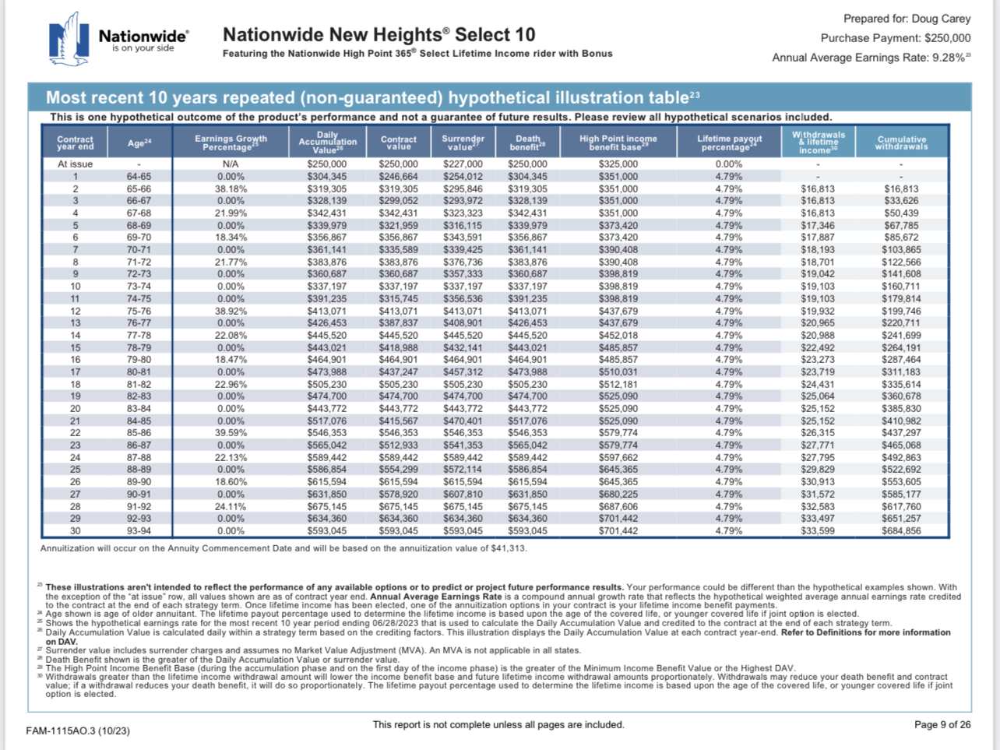 Nationwide®
is on your side
Nationwide New Heights® Select 10
Featuring the Nationwide High Point 365® Select Lifetime Income rider with Bonus
Prepared for: Doug Carey
Purchase Payment: $250,000
Annual Average Earnings Rate: 9.28%23
Most recent 10 years repeated (non-guaranteed) hypothetical illustration table23
This is one hypothetical outcome of the product's performance and not a guarantee of future results. Please review all hypothetical scenarios included.
Contract year end Age24 Earnings Growth Percentage25 Daily Accumulation Value26 Contract value Surrender value27 Death benefit28 High Point income benefit base29 Lifetime payout percentage24 Withdrawals & lifetime income30 Cumulative withdrawals
At issue - N/A $250,000 $250,000 $227,000 $250,000 $325,000 0.00% - -
1 64-65 0.00% $304,345 $246,664 $254,012 $304,345 $351,000 4.79% - -
2 65-66 38.18% $319,305 $319,305 $295,846 $319,305 $351,000 4.79% $16,813 $16,813
3 66-67 0.00% $328,139 $299,052 $293,972 $328,139 $351,000 4.79% $16,813 $33,626
4 67-68 21.99% $342,431 $342,431 $323,323 $342,431 $351,000 4.79% $16,813 $50,439
5 68-69 0.00% $339,979 $321,959 $316,115 $339,979 $373,420 4.79% $17,346 $67,785
6 69-70 18.34% $356,867 $356,867 $343,591 $356,867 $373,420 4.79% $17,887 $85,672
7 70-71 0.00% $361,141 $335,589 $339,425 $361,141 $390,408 4.79% $18,193 $103,865
8 71-72 21.77% $383,876 $383,876 $376,736 $383,876 $390,408 4.79% $18,701 $122,566
9 72-73 0.00% $360,687 $360,687 $357,333 $360,687 $398,819 4.79% $19,042 $141,608
10 73-74 0.00% $337,197 $337,197 $337,197 $337,197 $398,819 4.79% $19,103 $160,711
11 74-75 0.00% $391,235 $315,745 $356,536 $391,235 $398,819 4.79% $19,103 $179,814
12 75-76 38.92% $413,071 $413,071 $413,071 $413,071 $437,679 4.79% $19,932 $199,746
13 76-77 0.00% $426,453 $387,837 $408,901 $426,453 $437,679 4.79% $20,965 $220,711
14 77-78 22.08% $445,520 $445,520 $445,520 $445,520 $452,018 4.79% $20,988 $241,699
15 78-79 0.00% $443,021 $418,988 $432,141 $443,021 $485,857 4.79% $22,492 $264,191
16 79-80 18.47% $464,901 $464,901 $464,901 $464,901 $485,857 4.79% $23,273 $287,464
17 80-81 0.00% $473,988 $437,247 $457,312 $473,988 $510,031 4.79% $23,719 $311,183
18 81-82 22.96% $505,230 $505,230 $505,230 $505,230 $512,181 4.79% $24,431 $335,614
19 82-83 0.00% $474,700 $474,700 $474,700 $474,700 $525,090 4.79% $25,064 $360,678
20 83-84 0.00% $443,772 $443,772 $443,772 $443,772 $525,090 4.79% $25,152 $385,830
21 84-85 0.00% $517,076 $415,567 $470,401 $517,076 $525,090 4.79% $25,152 $410,982
22 85-86 39.59% $546,353 $546,353 $546,353 $546,353 $579,774 4.79% $26,315 $437,297
23 86-87 0.00% $565,042 $512,933 $541,353 $565,042 $579,774 4.79% $27,771 $465,068
24 87-88 22.13% $589,442 $589,442 $589,442 $589,442 $597,662 4.79% $27,795 $492,863
25 88-89 0.00% $586,854 $554,299 $572,114 $586,854 $645,365 4.79% $29,829 $522,692
26 89-90 18.60% $615,594 $615,594 $615,594 $615,594 $645,365 4.79% $30,913 $553,605
27 90-91 0.00% $631,850 $578,920 $607,810 $631,850 $680,225 4.79% $31,572 $585,177
28 91-92 24.11% $675,145 $675,145 $675,145 $675,145 $687,606 4.79% $32,583 $617,760
29 92-93 0.00% $634,360 $634,360 $634,360 $634,360 $701,442 4.79% $33,497 $651,257
30 93-94 0.00% $593,045 $593,045 $593,045 $593,045 $701,442 4.79% $33,599 $684,856
Annuitization will occur on the Annuity Commencement Date and will be based on the annuitization value of $41,313.
23 These illustrations aren't intended to reflect the performance of any available options or to predict or project future performance results. Your performance could be different than the hypothetical examples shown. With
the exception of the "at issue" row, all values shown are as of contract year end. Annual Average Earnings Rate is a compound annual growth rate that reflects the hypothetical weighted average annual earnings rate credited
to the contract at the end of each strategy term. Once lifetime income has been elected, one of the annuitization options in your contract is your lifetime income benefit payments.
24 Age shown is age of older annuitant. The lifetime payout percentage used to determine the lifetime income is based upon the age of the covered life, or younger covered life if joint option is elected.
25 Shows the hypothetical earnings rate for the most recent 10 year period ending 06/28/2023 that is used to calculate the Daily Accumulation Value and credited to the contract at the end of each strategy term.
26 Daily Accumulation Value is calculated daily within a strategy term based on the crediting factors. This illustration displays the Daily Accumulation Value at each contract year-end. Refer to Definitions for more information
on DAV.
27 Surrender value includes surrender charges and assumes no Market Value Adjustment (MVA). An MVA is not applicable in all states.
28 Death Benefit shown is the greater of the Daily Accumulation Value or surrender value.
29 The High Point Income Benefit Base (during the accumulation phase and on the first day of the income phase) is the greater of the Minimum Income Benefit Value or the Highest DAV.
30 Withdrawals greater than the lifetime income withdrawal amount will lower the income benefit base and future lifetime income withdrawal amounts proportionately. Withdrawals may reduce your death benefit and contract
value; if a withdrawal reduces your death benefit, it will do so proportionately. The lifetime payout percentage used to determine the lifetime income is based upon the age of the covered life, or younger covered life if joint
option is elected.
FAM-1115AO.3 (10/23)
This report is not complete unless all pages are included.
Page 9 of 26